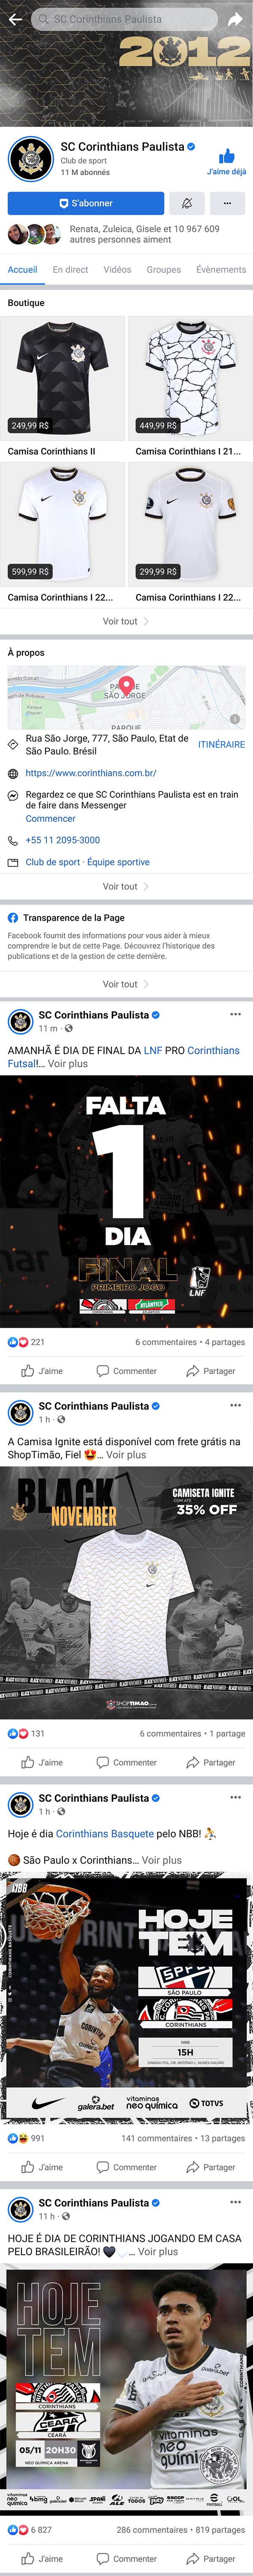 SC Corinthians Paulista
2012
SC Corinthians Paulista
Club de sport
11 M abonnés
J'aime déjà
S'abonner
Renata, Zuleica, Gisele et 10 967 609
autres personnes aiment
Accueil
En direct
Vidéos
Groupes
Évènements
Boutique
249,99 R$
449,99 R$
Camisa Corinthians II
Camisa Corinthians I 21...
599,99 R$
299,99 R$
Camisa Corinthians I 22...
Camisa Corinthians I 22...
Voir tout
À propos
SÃO JORGE
PARQUE
Rua São Jorge, 777, São Paulo, Etat de
São Paulo. Brésil
ITINÉRAIRE
https://www.corinthians.com.br/
Regardez ce que SC Corinthians Paulista est en train
de faire dans Messenger
Commencer
+55 11 2095-3000
Club de sport · Équipe sportive
Voir tout
Transparence de la Page
Facebook fournit des informations pour vous aider à mieux
comprendre le but de cette Page. Découvrez l'historique des
publications et de la gestion de cette dernière.
Voir tout
SC Corinthians Paulista
11 m ·
AMANHÃ É DIA DE FINAL DA LNF PRO Corinthians
Futsal!... Voir plus
FALTA
1
DIA
FINAL
PRIMEIRO JOGO
ATLÂNTICO
LNF
221
6 commentaires • 4 partages
J'aime
Commenter
Partager
SC Corinthians Paulista
1 h ·
A Camisa Ignite está disponível com frete grátis na
ShopTimão, Fiel 🤩... Voir plus
BLACK
NOVEMBER
CAMISETA IGNITE
COM ATÉ
35% OFF
SHOPTIMAO
131
6 commentaires • 1 partage
J'aime
Commenter
Partager
SC Corinthians Paulista
1 h ·
Hoje é dia Corinthians Basquete pelo NBB! ⛹
🏀 São Paulo x Corinthians... Voir plus
NBB
HOJE
TEM
SPFC
SÃO PAULO
CORINTHIANS
NBB
15H
galera.bet
vitaminas
neo química
TOTVS
991
141 commentaires • 13 partages
J'aime
Commenter
Partager
SC Corinthians Paulista
11 h ·
HOJE É DIA DE CORINTHIANS JOGANDO EM CASA
PELO BRASILEIRÃO! 🖤🤍... Voir plus
HOJE
TEM
CORINTHIANS
CEARÁ
CEARÁ
05/11 20H30
NEO QUÍMICA ARENA
galera.bet
vitaminas
neo
químic
vitaminas
neo
química
bmg
SPANI
ALE
TODOS
GOL
6 827
286 commentaires • 819 partages
J'aime
Commenter
Partager